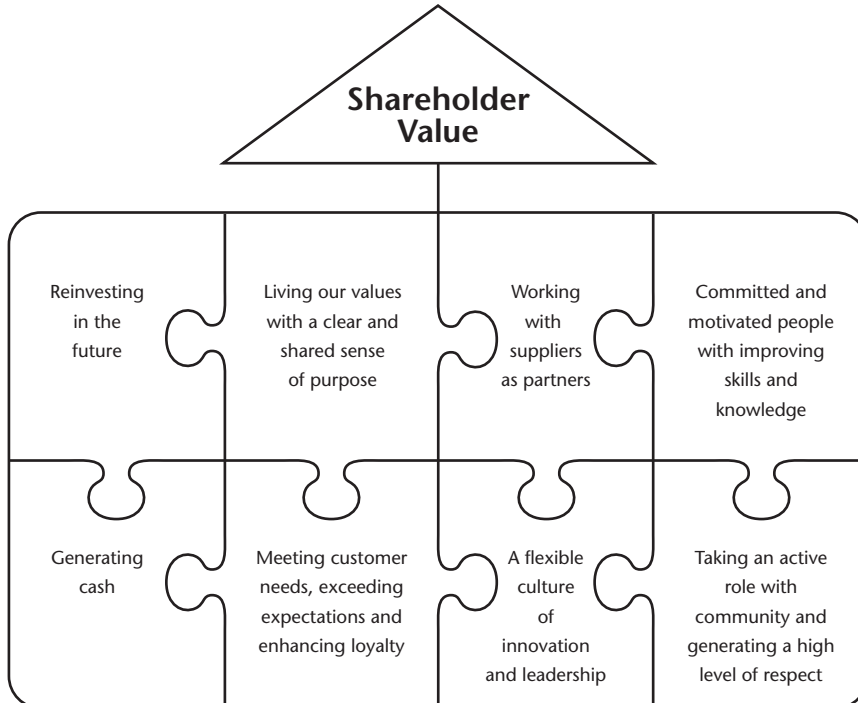 Shareholder
Value
Reinvesting
in the
future
Living our values
with a clear and
shared sense
of purpose
Working
with
suppliers
as partners
Committed and
motivated people
with improving
skills and
knowledge
Generating
cash
Meeting customer
needs, exceeding
expectations and
enhancing loyalty
A flexible
culture
of
innovation
and leadership
Taking an active
role with
community and
generating a high
level of respect